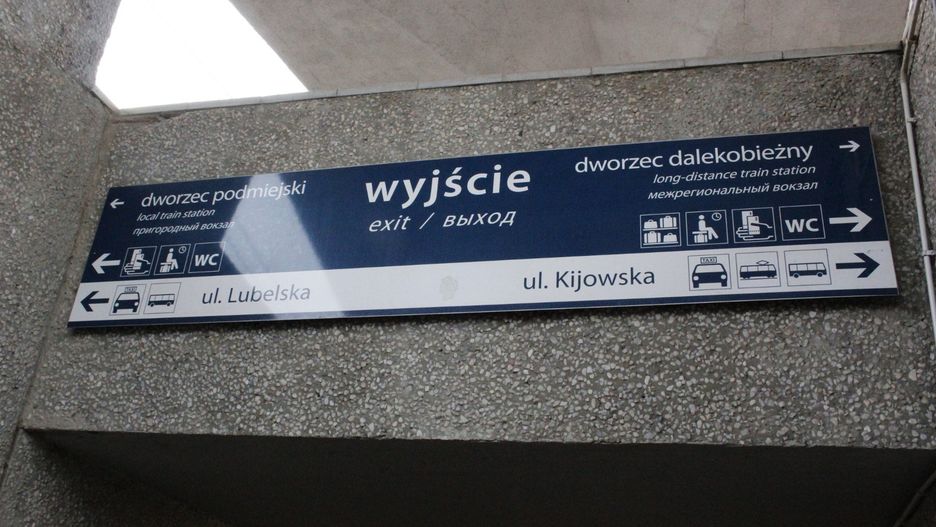 dworzec podmiejski
local train station
пригородный вокзал
WC
ul. Lubelska
wyjście
exit / выход
dworzec dalekobieżny
long-distance train station
межрегиональный вокзал
WC
ul. Kijowska
TAXI